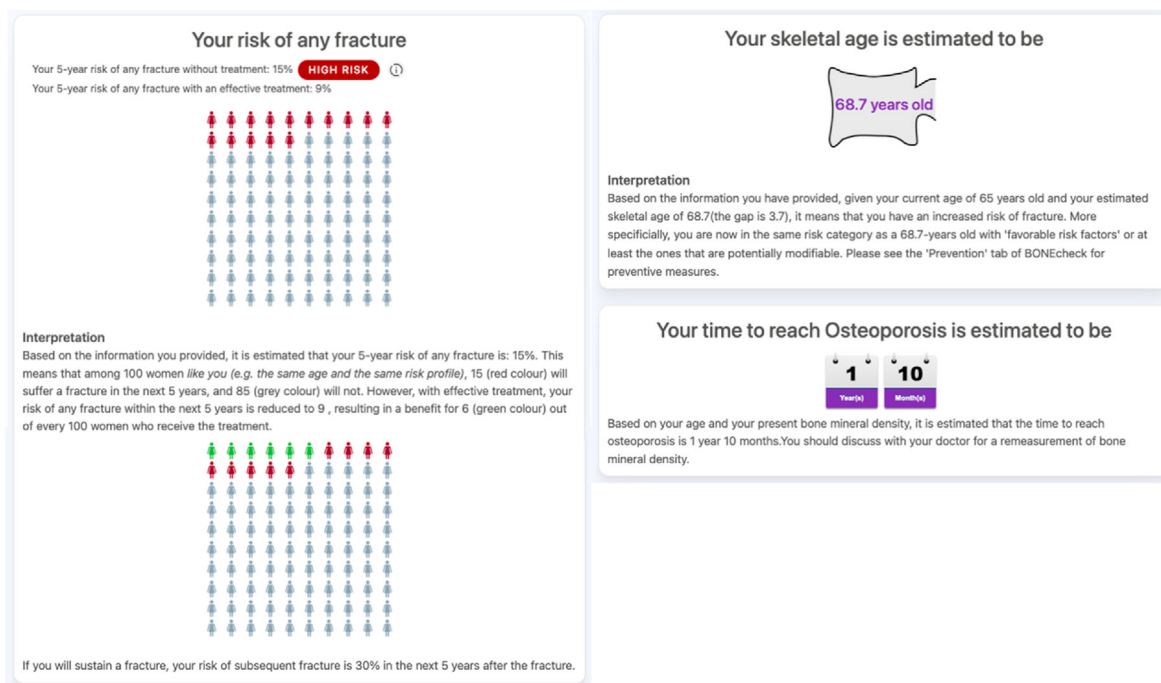 Your risk of any fracture
Your 5-year risk of any fracture without treatment: 15% HIGH RISK
Your 5-year risk of any fracture with an effective treatment: 9%
Interpretation
Based on the information you provided, it is estimated that your 5-year risk of any fracture is: 15%. This
means that among 100 women like you (e.g. the same age and the same risk profile), 15 (red colour) will
suffer a fracture in the next 5 years, and 85 (grey colour) will not. However, with effective treatment, your
risk of any fracture within the next 5 years is reduced to 9 , resulting in a benefit for 6 (green colour) out
of every 100 women who receive the treatment.
If you will sustain a fracture, your risk of subsequent fracture is 30% in the next 5 years after the fracture.
Your skeletal age is estimated to be
68.7 years old
Interpretation
Based on the information you have provided, given your current age of 65 years old and your estimated
skeletal age of 68.7(the gap is 3.7), it means that you have an increased risk of fracture. More
specificially, you are now in the same risk category as a 68.7-years old with 'favorable risk factors' or at
least the ones that are potentially modifiable. Please see the 'Prevention' tab of BONEcheck for
preventive measures.
Your time to reach Osteoporosis is estimated to be
1 10
Year(s) Month(s)
Based on your age and your present bone mineral density, it is estimated that the time to reach
osteoporosis is 1 year 10 months.You should discuss with your doctor for a remeasurement of bone
mineral density.